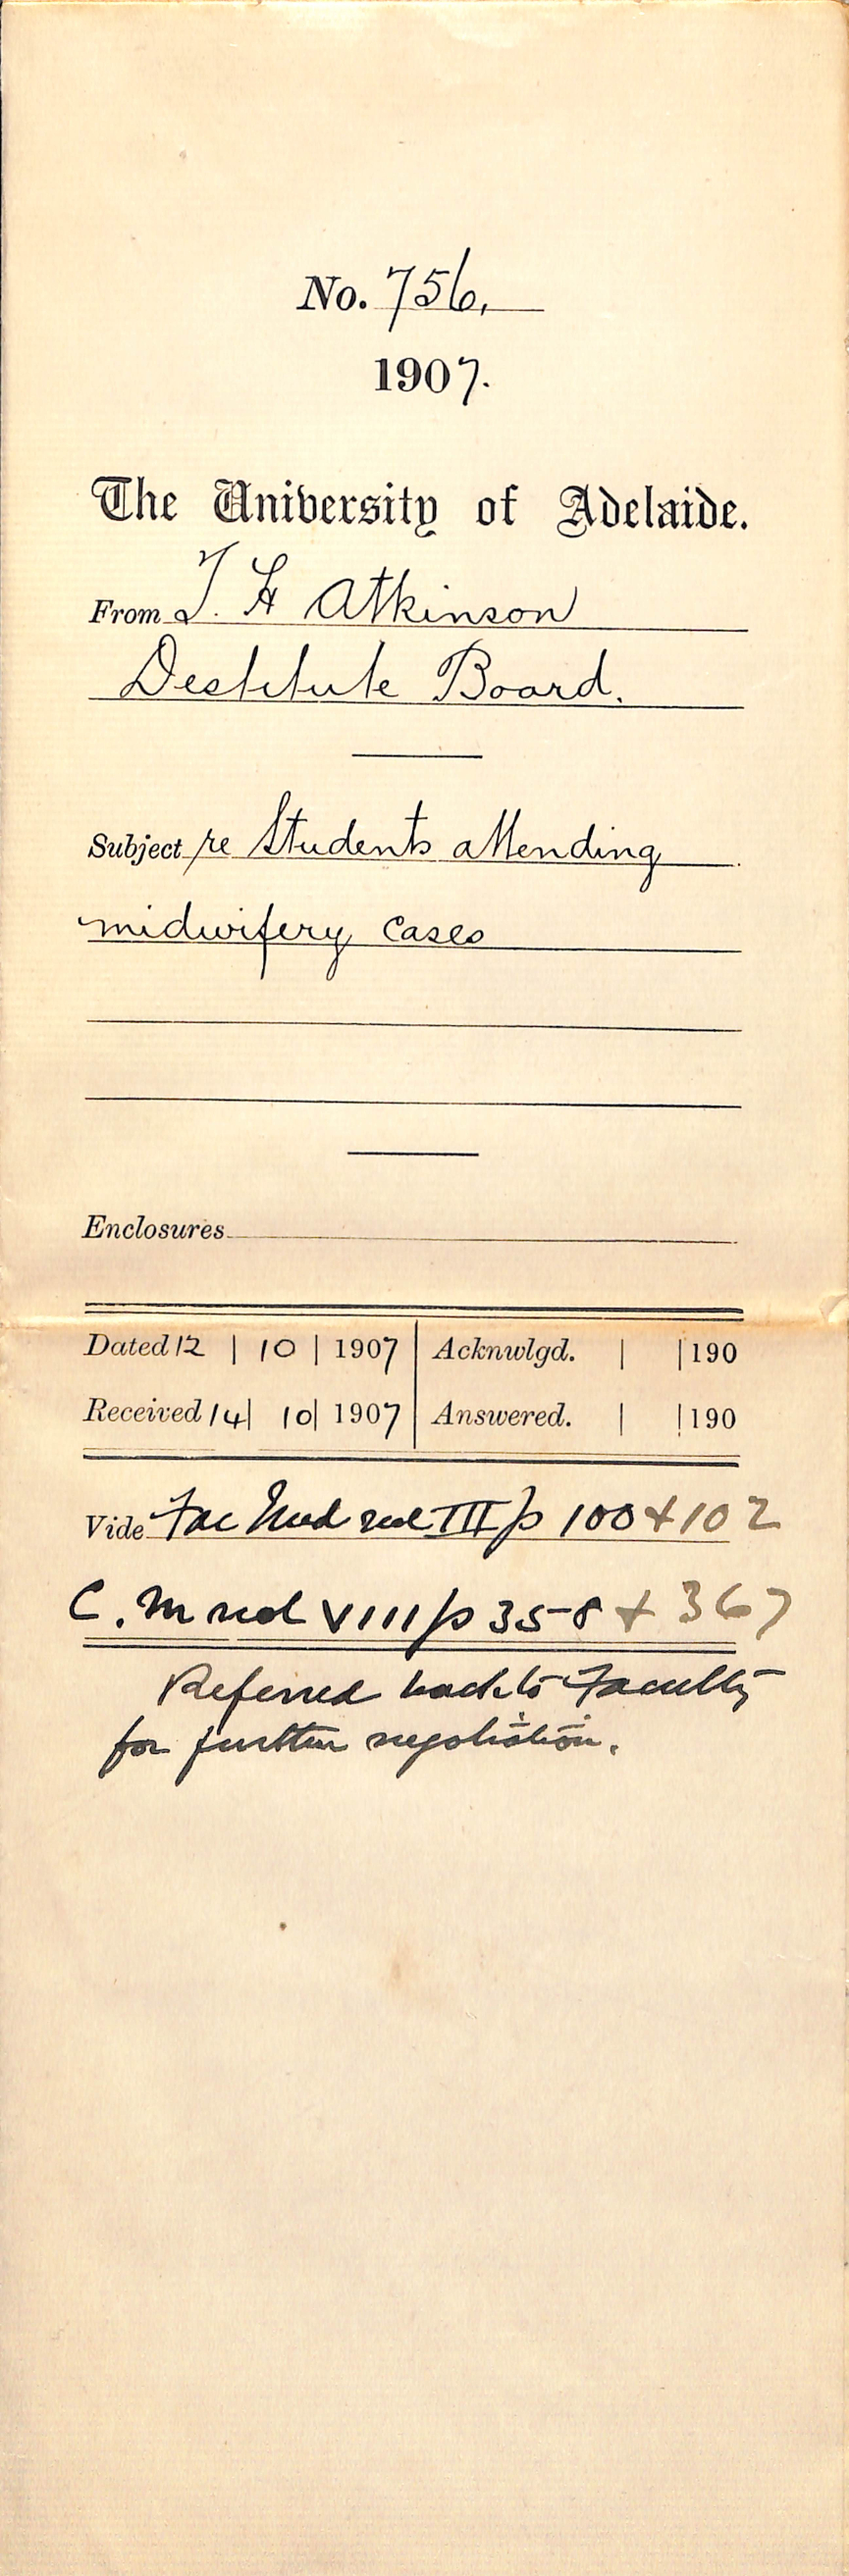 No. 756.
1907.
The University of Adelaide.
From T. H Atkinson
Destitute Board.
Subject re Students attending
midwifery cases
Enclosures
Dated 12 | 10 | 1907 | Acknwlgd. | | 190
Received 14 | 10 | 1907 | Answered. | | 190
Vide Fac Med vol III p 100 + 102
C. M vol VIII p 358 + 367
Referred back to Faculty
for further negotiation.